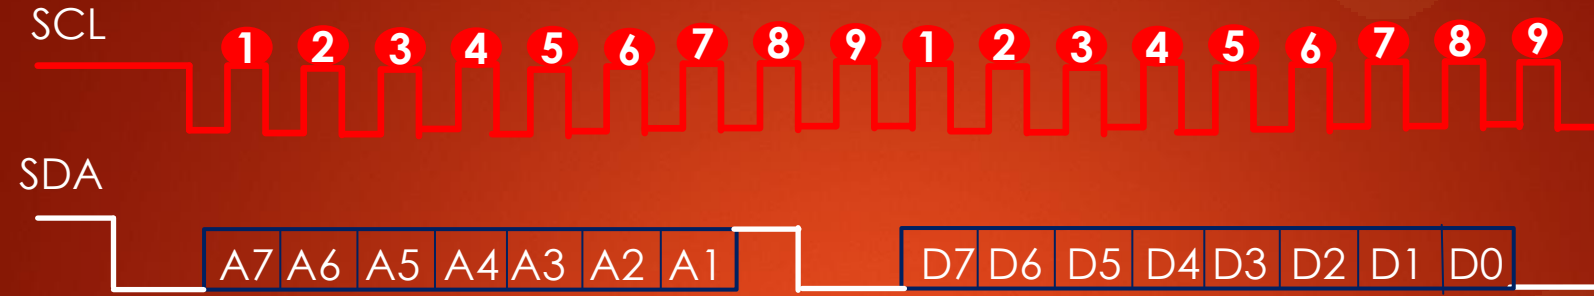 SCL
1 2 3 4 5 6 7 8 9 1 2 3 4 5 6 7 8 9
SDA
A7 A6 A5 A4 A3 A2 A1 D7 D6 D5 D4 D3 D2 D1 D0